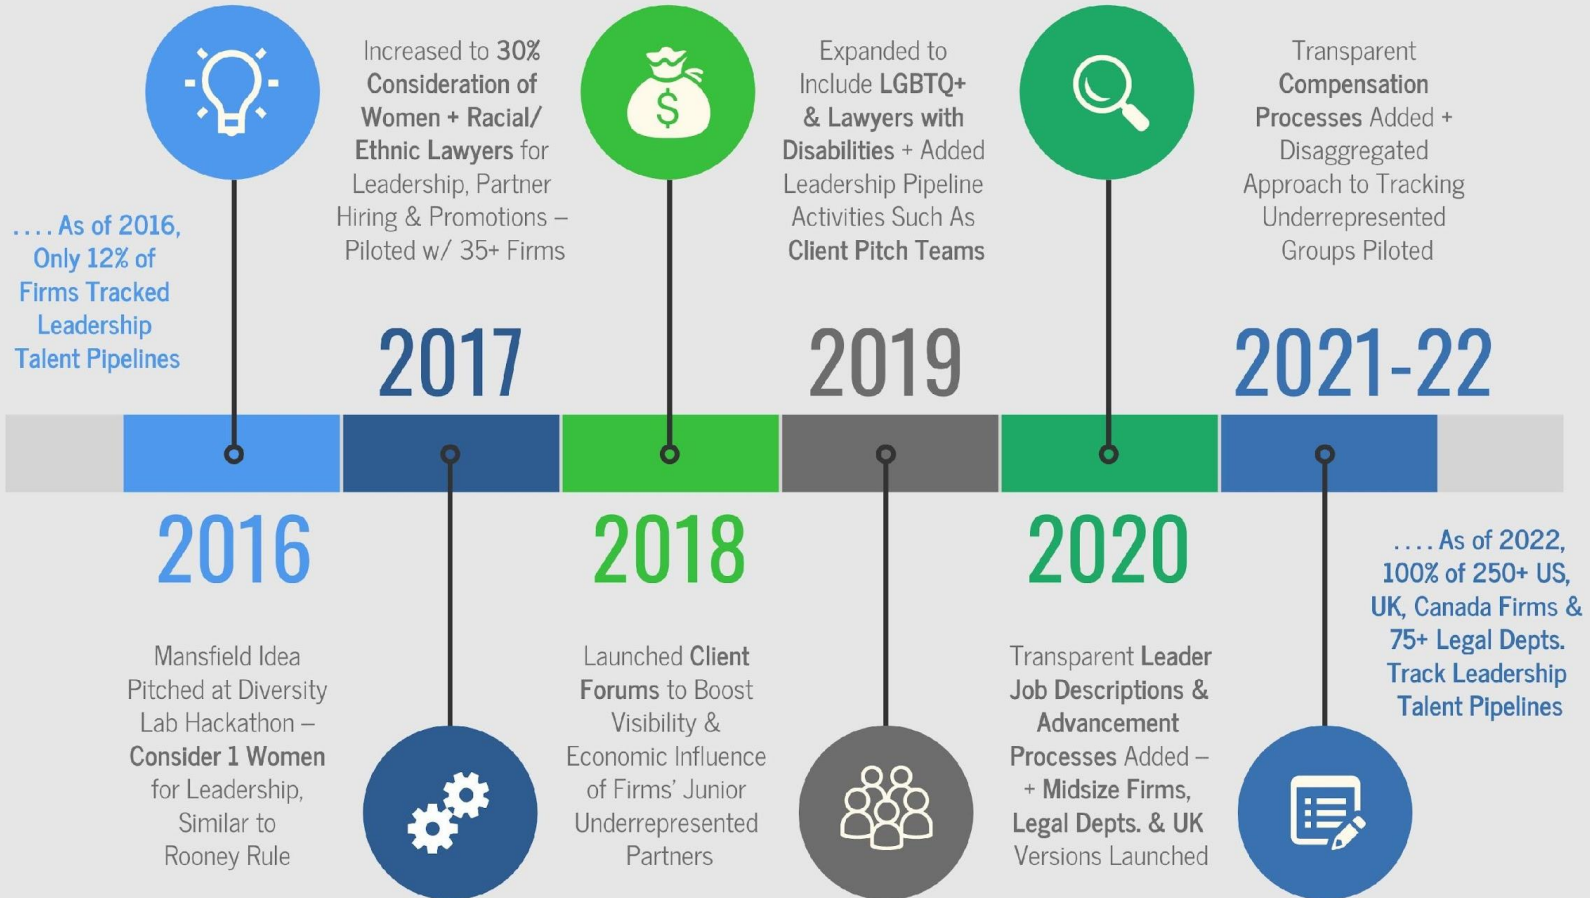 .... As of 2016,
Only 12% of
Firms Tracked
Leadership
Talent Pipelines
2016
Mansfield Idea
Pitched at Diversity
Lab Hackathon –
Consider 1 Women
for Leadership,
Similar to
Rooney Rule
Increased to 30%
Consideration of
Women + Racial/
Ethnic Lawyers for
Leadership, Partner
Hiring & Promotions –
Piloted w/ 35+ Firms
2017
$
2018
Launched Client
Forums to Boost
Visibility &
Economic Influence
of Firms' Junior
Underrepresented
Partners
Expanded to
Include LGBTQ+
& Lawyers with
Disabilities + Added
Leadership Pipeline
Activities Such As
Client Pitch Teams
2019
2020
Transparent Leader
Job Descriptions &
Advancement
Processes Added –
+ Midsize Firms,
Legal Depts. & UK
Versions Launched
Transparent
Compensation
Processes Added +
Disaggregated
Approach to Tracking
Underrepresented
Groups Piloted
2021-22
.... As of 2022,
100% of 250+ US,
UK, Canada Firms &
75+ Legal Depts.
Track Leadership
Talent Pipelines